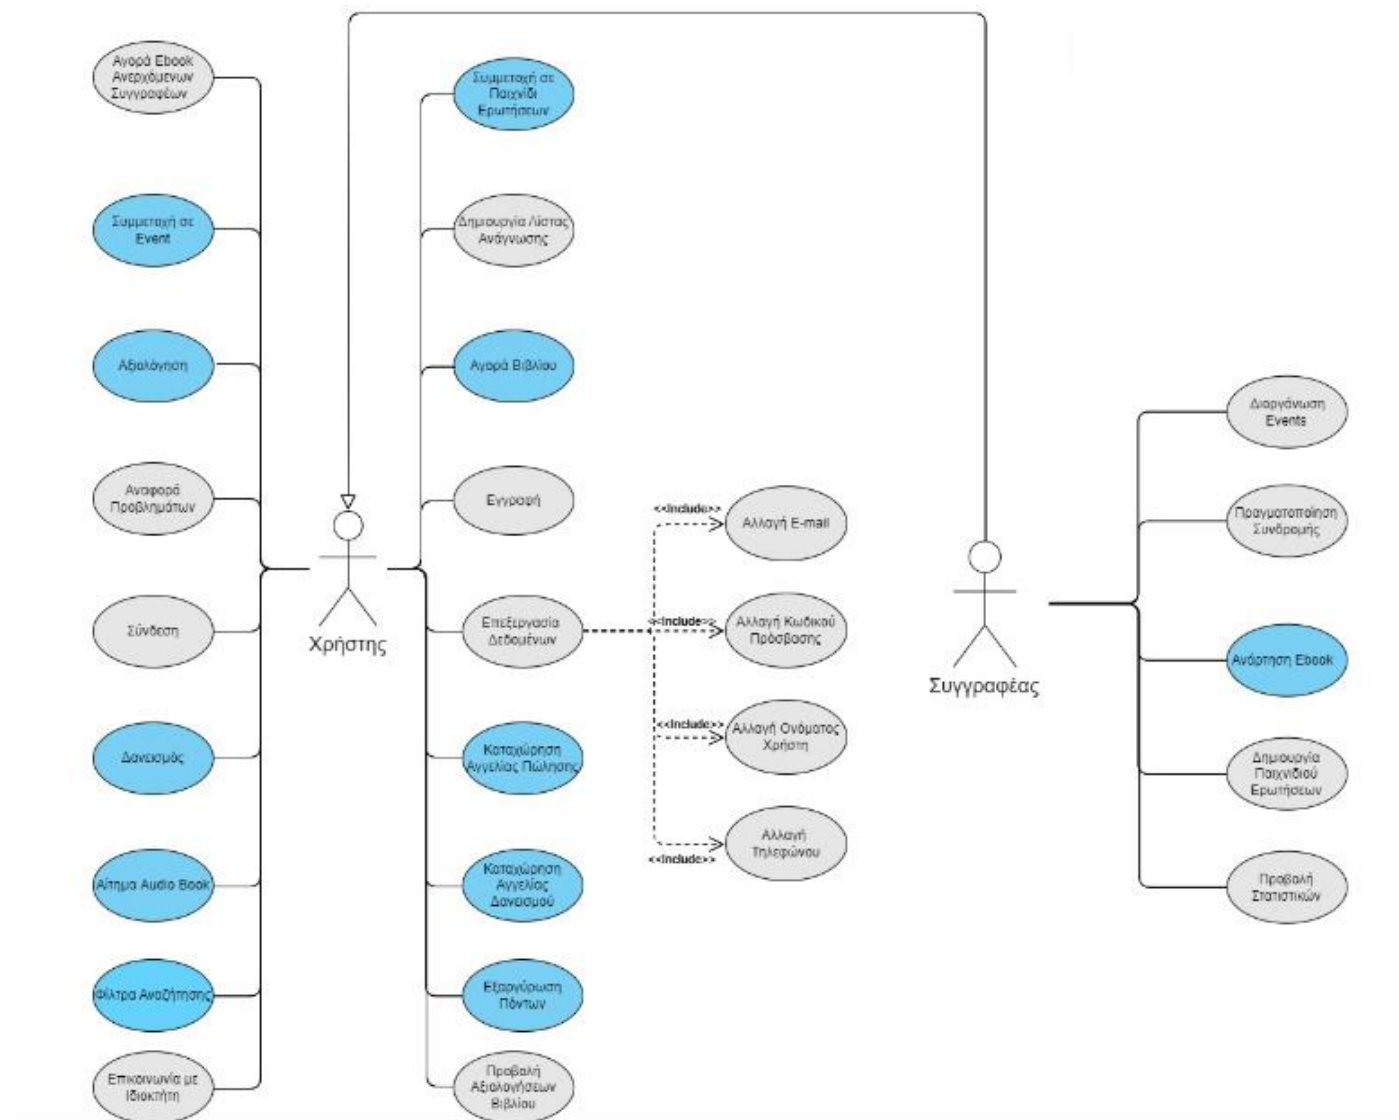 Αγορά Ebook
Ανερχόμενων
Συγγραφέων
Συμμετοχή σε
Event
Αξιολόγηση
Αναφορά
Προβλημάτων
Σύνδεση
Δανεισμός
Αίτημα Audio Book
Φίλτρα Αναζήτησης
Επικοινωνία με
Ιδιοκτήτη
Χρήστης
Συμμετοχή σε
Παιχνίδι
Ερωτήσεων
Δημιουργία Λίστας
Ανάγνωσης
Αγορά Βιβλίου
Εγγραφή
Επεξεργασία
Δεδομένων
Καταχώρηση
Αγγελίας Πώλησης
Καταχώρηση
Αγγελίας
Δανεισμού
Εξαργύρωση
Πόντων
Προβολή
Αξιολογήσεων
Βιβλίου
<<Include>>
Αλλαγή E-mail
<<Include>>
Αλλαγή Κωδικού
Πρόσβασης
<<Include>>
Αλλαγή Ονόματος
Χρήστη
<<Include>>
Αλλαγή
Τηλεφώνου
Συγγραφέας
Διοργάνωση
Events
Πραγματοποίηση
Συνδρομής
Ανάρτηση Ebook
Δημιουργία
Παιχνιδιού
Ερωτήσεων
Προβολή
Στατιστικών